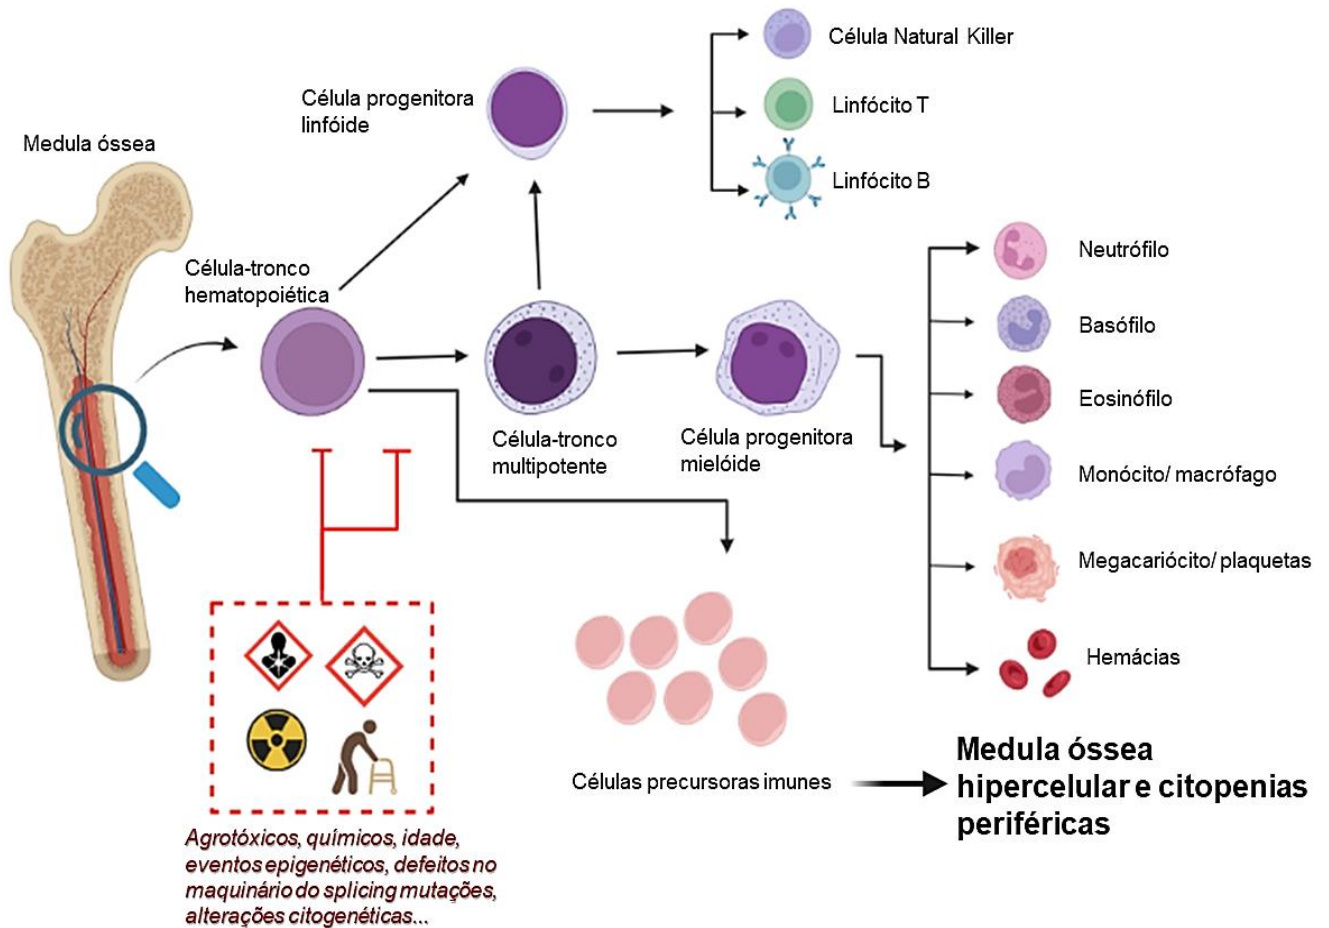 Célula Natural Killer
Célula progenitora
linfóide
Linfócito T
Medula óssea
Linfócito B
Célula-tronco
hematopoiética
Neutrófilo
Basófilo
Eosinófilo
Célula-tronco
multipotente
Célula progenitora
mielóide
Monócito/ macrófago
Megacariócito/ plaquetas
Hemácias
Células precursoras imunes
Medula óssea
hipercelular e citopenias
periféricas
Agrotóxicos, químicos, idade,
eventos epigenéticos, defeitos no
maquinário do splicing mutações,
alterações citogenéticas...